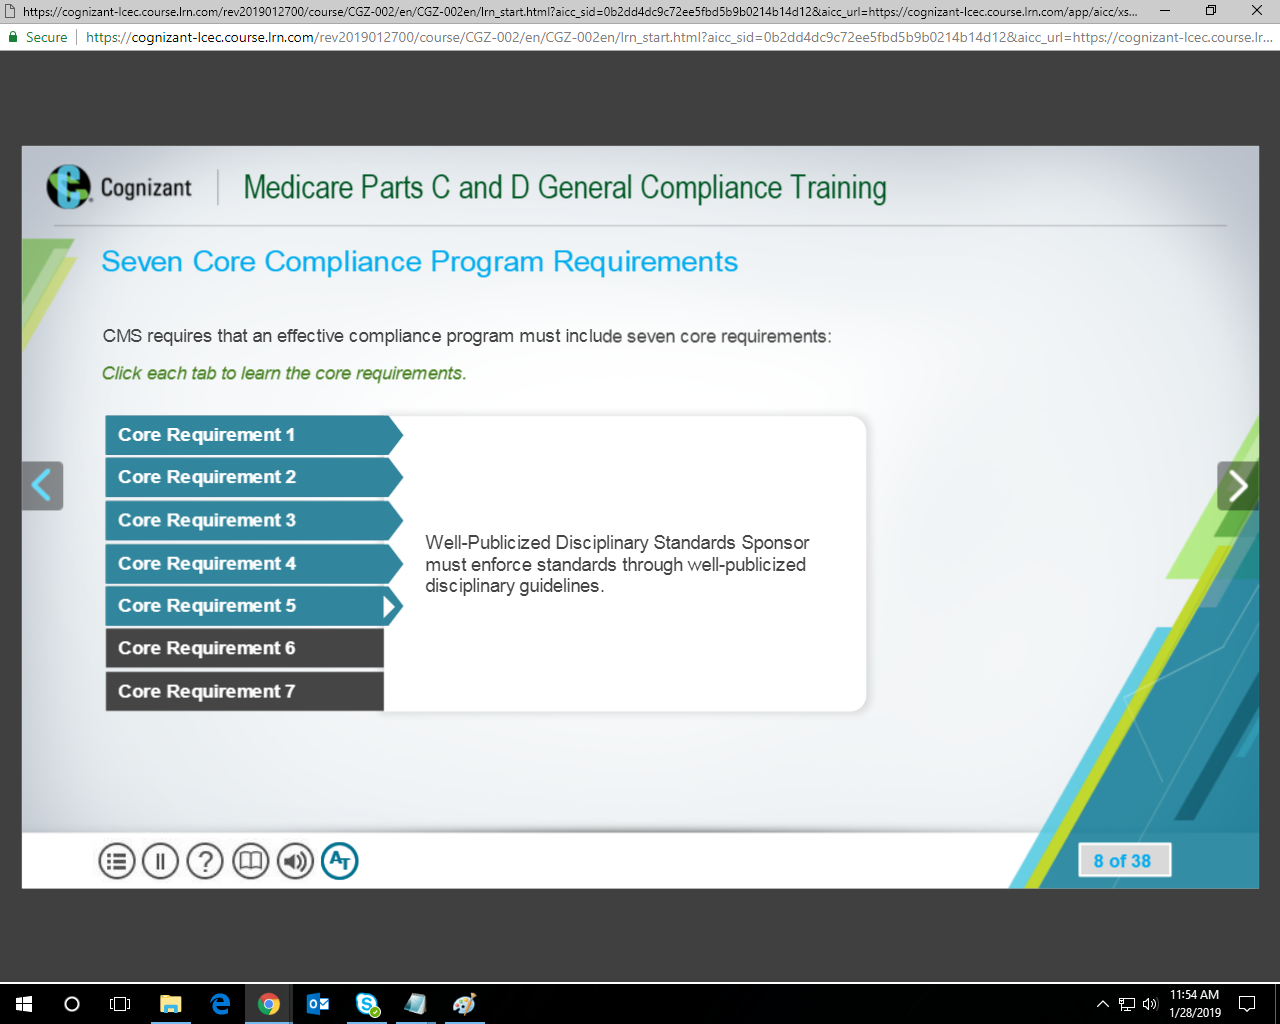 https://cognizant-lcec.course.lrn.com/rev2019012700/course/CGZ-002/en/CGZ-002en/lrn_start.html?aicc_sid=0b2dd4dc9c72ee5fbd5b9b0214b14d12&aicc_url=https://cognizant-lcec.course.lrn.com/app/aicc/xs...
Secure
https://cognizant-lcec.course.lrn.com/rev2019012700/course/CGZ-002/en/CGZ-002en/lrn_start.html?aicc_sid=0b2dd4dc9c72ee5fbd5b9b0214b14d12&aicc_url=https://cognizant-lcec.course.lr...
Cognizant
Medicare Parts C and D General Compliance Training
Seven Core Compliance Program Requirements
CMS requires that an effective compliance program must include seven core requirements:
Click each tab to learn the core requirements.
Core Requirement 1
Core Requirement 2
Core Requirement 3
Core Requirement 4
Core Requirement 5
Core Requirement 6
Core Requirement 7
Well-Publicized Disciplinary Standards Sponsor
must enforce standards through well-publicized
disciplinary guidelines.
?
AT
8 of 38
11:54 AM
1/28/2019